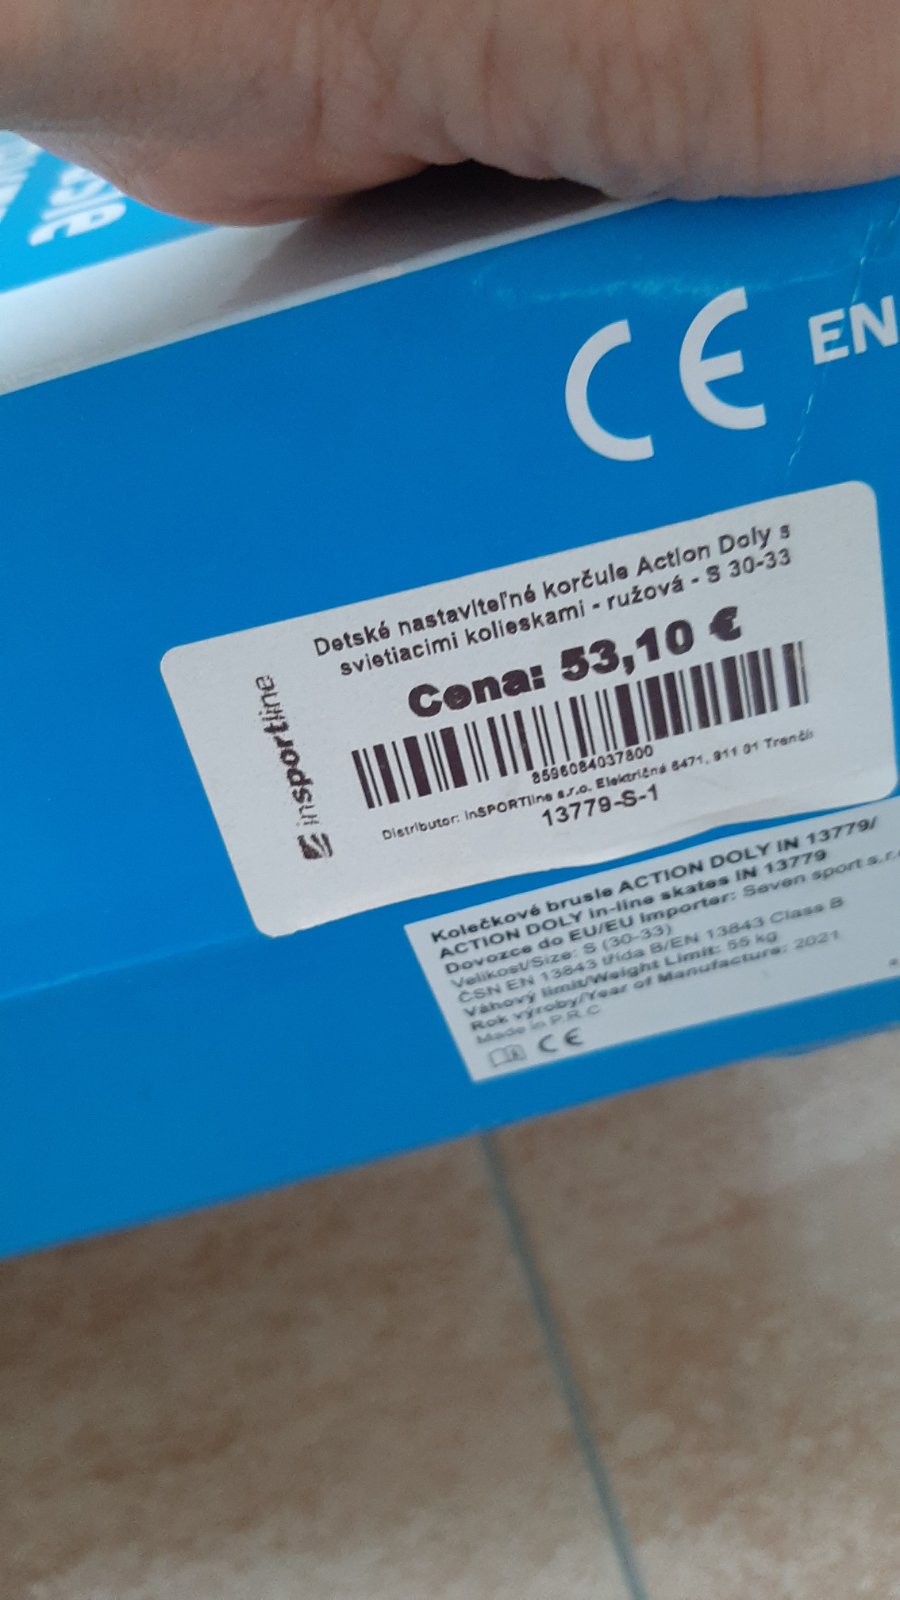 CE EN
Detské nastaviteľné korčule Action Doly s
svietiacimi kolieskami - ružová - S 30-33
Cena: 53,10 €
insportline
8596084037800
Distributor: inSPORTline s.r.o. Električná 6471, 911 01 Trenčín
13779-S-1
Kolečkové brusle ACTION DOLY IN 13779/
ACTION DOLY in-line skates IN 13779
Dovozce do EU/EU Importer: Seven sport s.r.o
Velikost/Size: S (30-33)
ČSN EN 13843 třída B/EN 13843 Class B
Váhový limit/Weight Limit: 55 kg
Rok výroby/Year of Manufacture: 2021
Made in P.R.C
CE